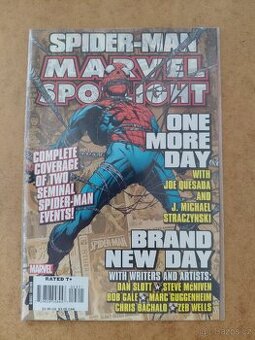 SPIDER-MAN
MARVEL
SPOTLIGHT
ONE
MORE
DAY
WITH
JOE QUESADA
AND
J. MICHAEL
STRACZYNSKI
COMPLETE
COVERAGE
OF TWO
SEMINAL
SPIDER-MAN
EVENTS!
BRAND
NEW DAY
WITH WRITERS AND ARTISTS:
DAN SLOTT ★ STEVE McNIVEN
BOB GALE ★ MARC GUGGENHEIM
CHRIS BACHALO ★ ZEB WELLS
MARVEL
RATED T+